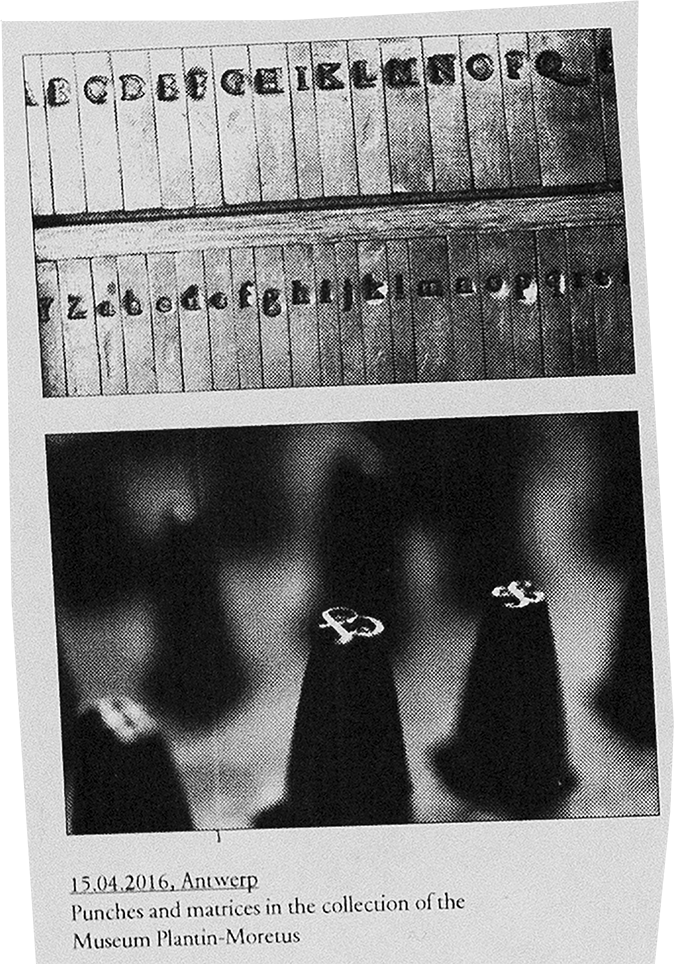 A B C D E F G H I K L M N O P Q
Y Z a b c d e f g h i j k l m n o p q r s
15.04.2016, Antwerp
Punches and matrices in the collection of the
Museum Plantin-Moretus